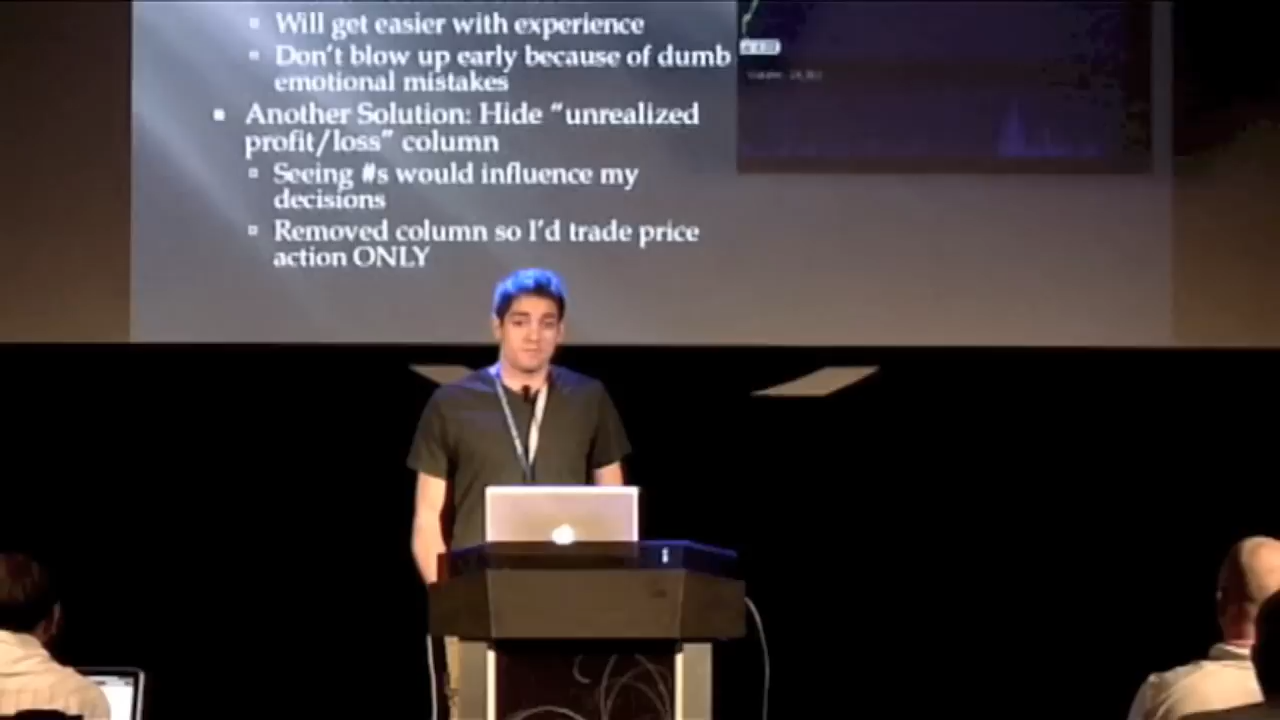 Will get easier with experience
Don't blow up early because of dumb
emotional mistakes
Another Solution: Hide “unrealized
profit/loss” column
Seeing #s would influence my
decisions
Removed column so I'd trade price
action ONLY